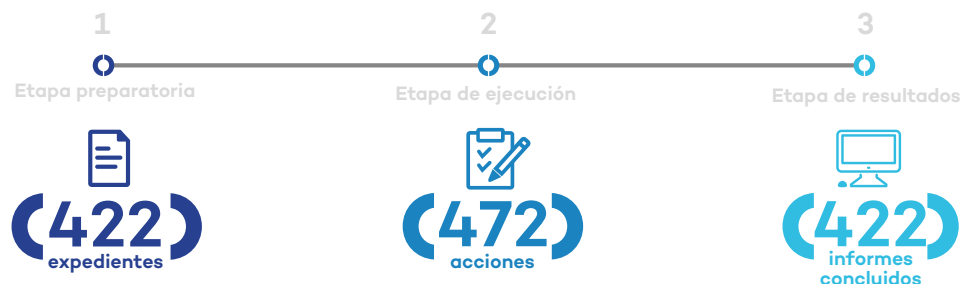 1
2
3
Etapa preparatoria
Etapa de ejecución
Etapa de resultados
422
expedientes
472
acciones
422
informes
concluidos